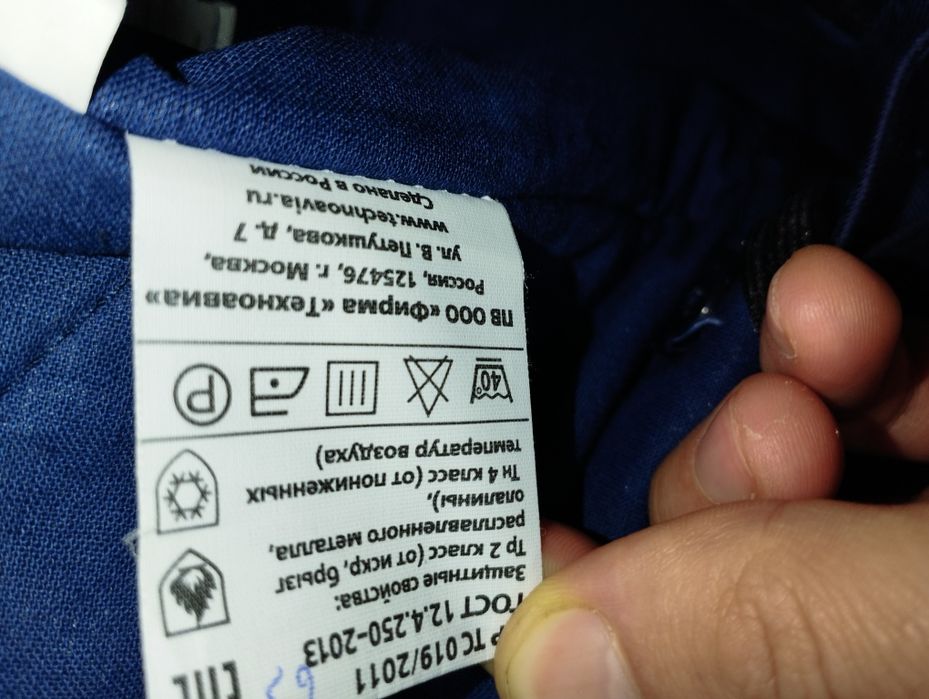 ЕАС
Р ТС 019/2011
ГОСТ 12.4.250-2013
Защитные свойства:
Тр 2 класс (от искр, брызг
расплавленного металла,
опалины),
Тн 4 класс (от пониженных
температур воздуха)
40°
P
ПВ ООО «Фирма «Техноавиа»
Россия, 125476, г. Москва,
ул. В. Петушкова, д. 7
www.technoavia.ru
Сделано в России